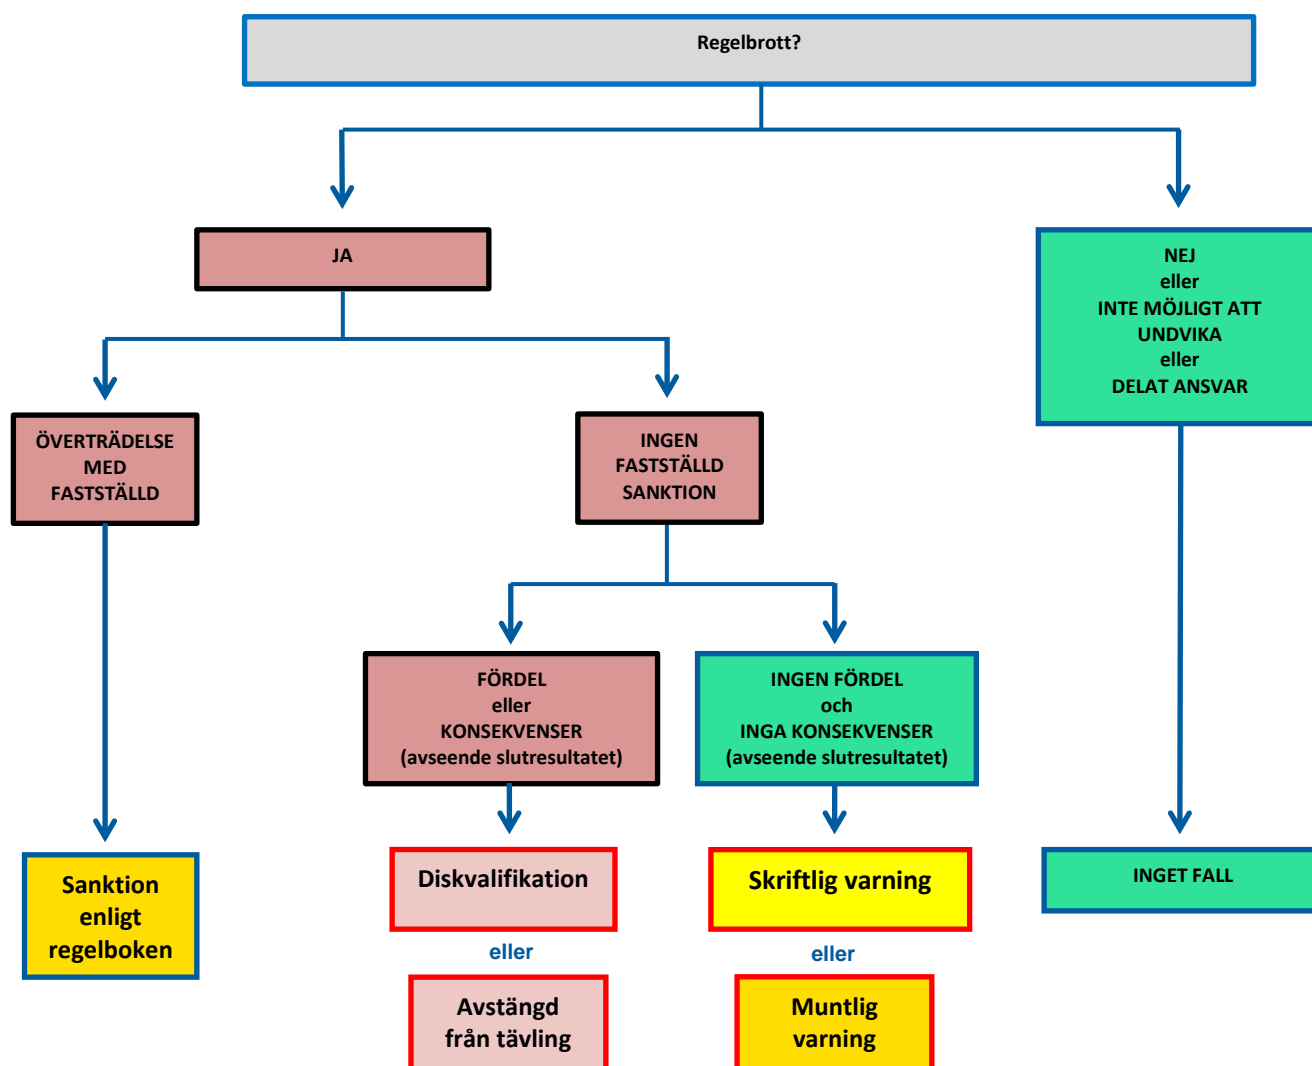 Regelbrott?
JA
NEJ
eller
INTE MÖJLIGT ATT
UNDVIKA
eller
DELAT ANSVAR
ÖVERTRÄDELSE
MED
FASTSTÄLLD
INGEN
FASTSTÄLLD
SANKTION
FÖRDEL
eller
KONSEKVENSER
(avseende slutresultatet)
INGEN FÖRDEL
och
INGA KONSEKVENSER
(avseende slutresultatet)
Sanktion
enligt
regelboken
Diskvalifikation
eller
Avstängd
från tävling
Skriftlig varning
eller
Muntlig
varning
INGET FALL